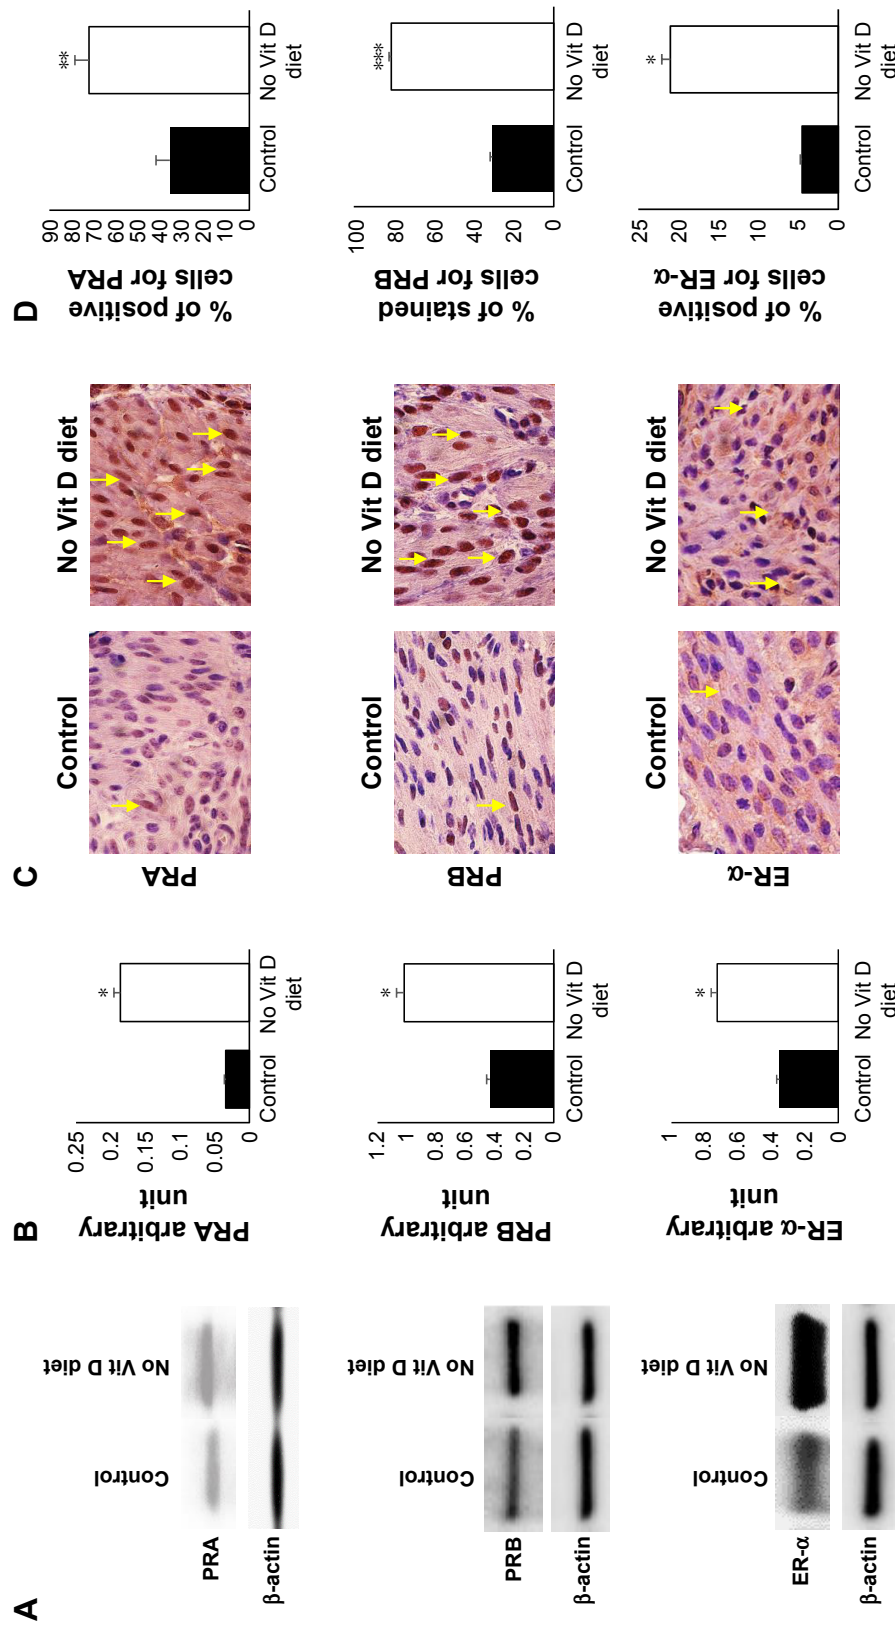 A
Control
No Vit D diet
PRA
β-actin
Control
No Vit D diet
PRB
β-actin
Control
No Vit D diet
ER-α
β-actin
B
PRA arbitrary
unit
0.25
0.2
0.15
0.1
0.05
0
*
Control
No Vit D
diet
PRB arbitrary
unit
1.2
1
0.8
0.6
0.4
0.2
0
*
Control
No Vit D
diet
ER-α arbitrary
unit
1
0.8
0.6
0.4
0.2
0
*
Control
No Vit D
diet
C
Control
No Vit D diet
PRA
Control
No Vit D diet
PRB
Control
No Vit D diet
ER-α
D
% of positive
cells for PRA
90
80
70
60
50
40
30
20
10
0
**
Control
No Vit D
diet
% of stained
cells for PRB
100
80
60
40
20
0
***
Control
No Vit D
diet
% of positive
cells for ER-α
25
20
15
10
5
0
*
Control
No Vit D
diet